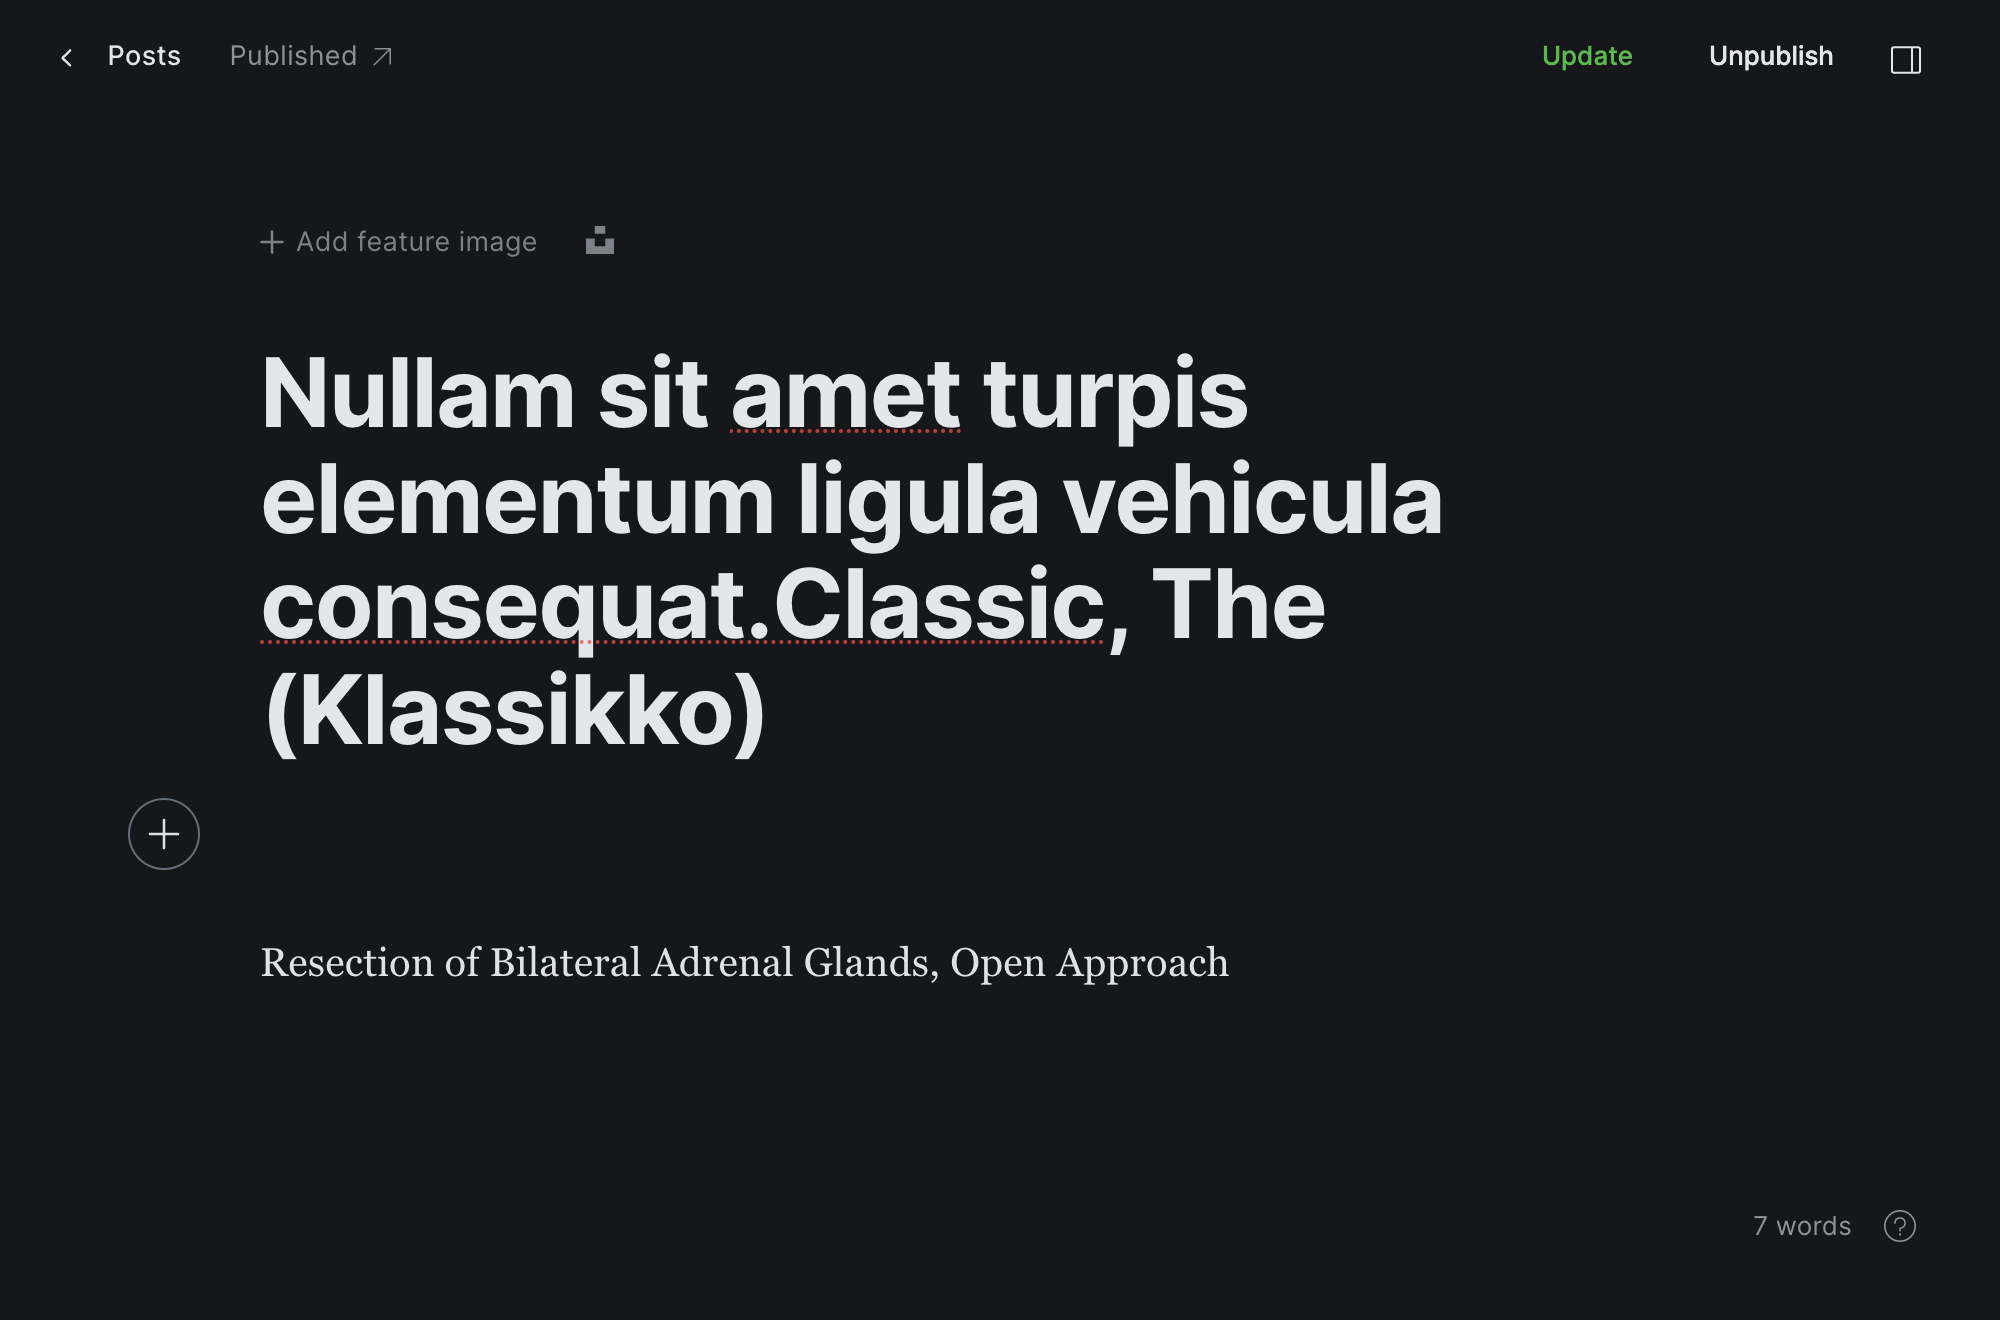 Posts
Published
Update
Unpublish
Add feature image
Nullam sit amet turpis
elementum ligula vehicula
consequat.Classic, The
(Klassikko)
Resection of Bilateral Adrenal Glands, Open Approach
7 words